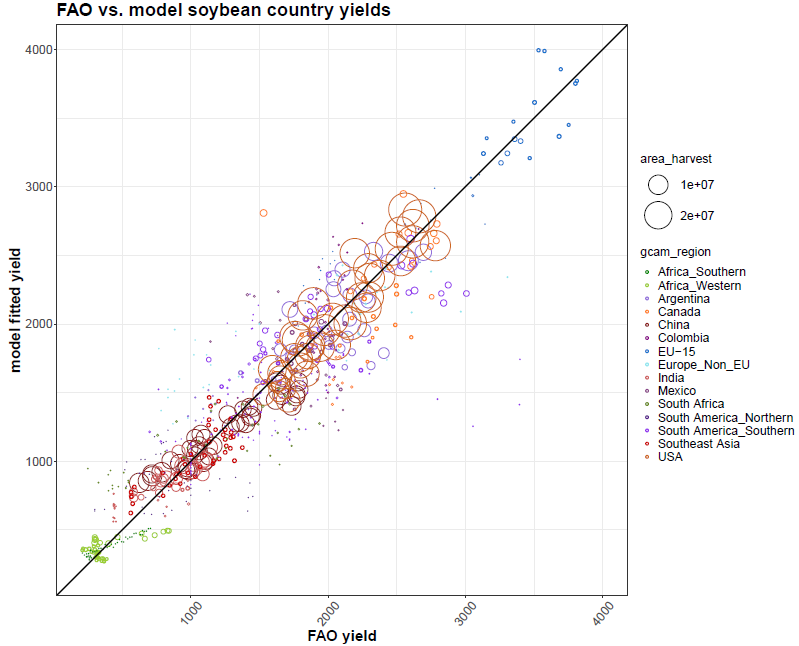 FAO vs. model soybean country yields
model fitted yield
4000
3000
2000
1000
1000
2000
3000
4000
FAO yield
area_harvest
1e+07
2e+07
gcam_region
Africa_Southern
Africa_Western
Argentina
Canada
China
Colombia
EU−15
Europe_Non_EU
India
Mexico
South Africa
South America_Northern
South America_Southern
Southeast Asia
USA